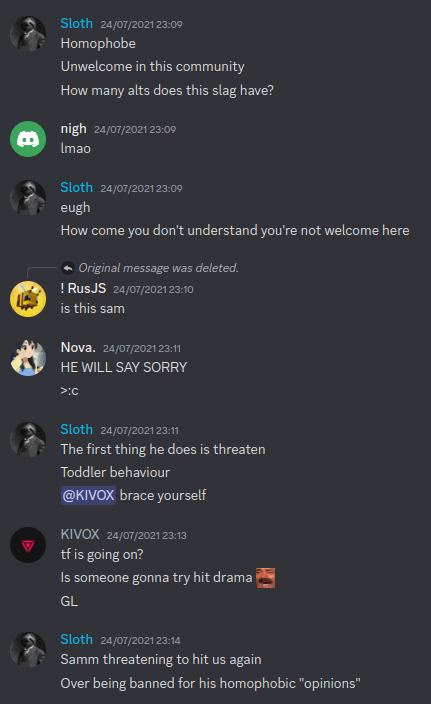 Sloth 24/07/2021 23:09
Homophobe
Unwelcome in this community
How many alts does this slag have?
nigh 24/07/2021 23:09
lmao
Sloth 24/07/2021 23:09
eugh
How come you don't understand you're not welcome here
Original message was deleted.
! RusJS 24/07/2021 23:10
is this sam
Nova. 24/07/2021 23:11
HE WILL SAY SORRY
>:c
Sloth 24/07/2021 23:11
The first thing he does is threaten
Toddler behaviour
@KIVOX brace yourself
KIVOX 24/07/2021 23:13
tf is going on?
Is someone gonna try hit drama
GL
Sloth 24/07/2021 23:14
Samm threatening to hit us again
Over being banned for his homophobic "opinions"